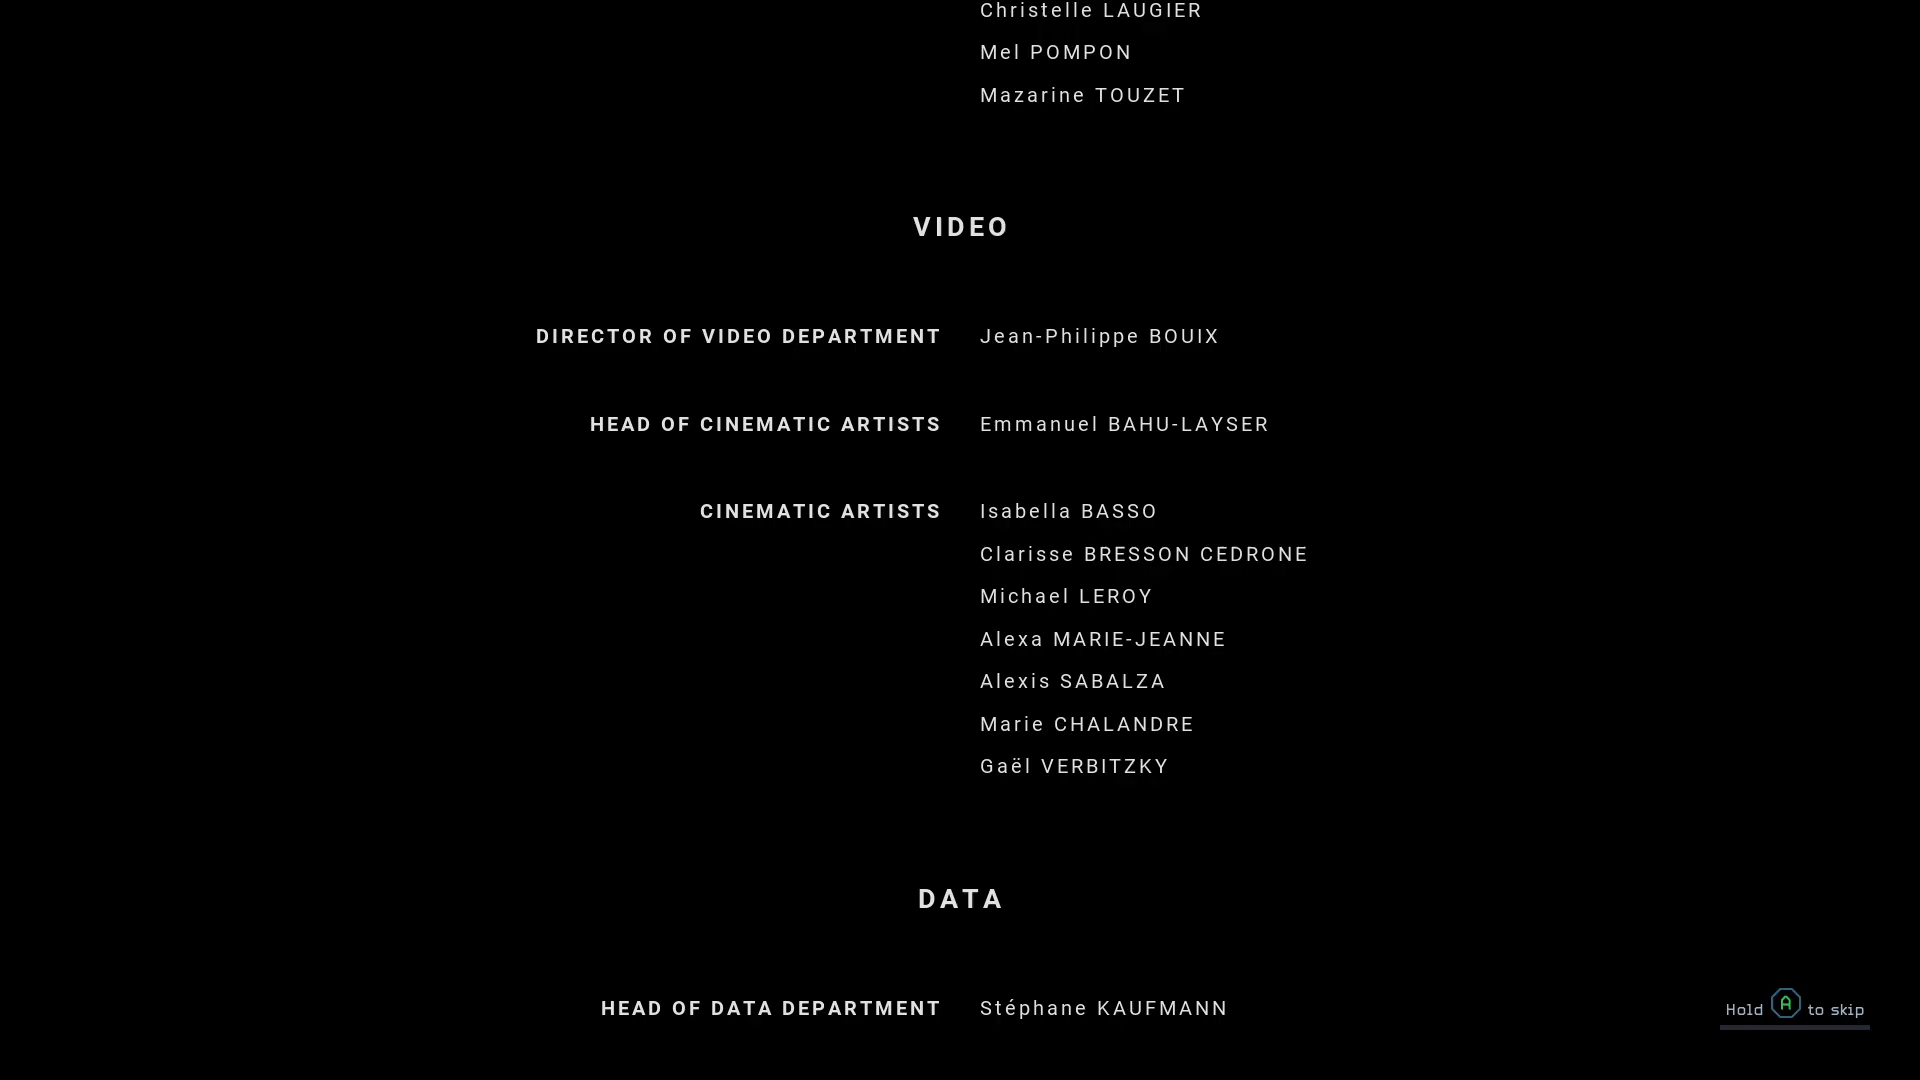 Christelle LAUGIER
Mel POMPON
Mazarine TOUZET
VIDEO
DIRECTOR OF VIDEO DEPARTMENT Jean-Philippe BOUIX
HEAD OF CINEMATIC ARTISTS Emmanuel BAHU-LAYSER
CINEMATIC ARTISTS Isabella BASSO
Clarisse BRESSON CEDRONE
Michael LEROY
Alexa MARIE-JEANNE
Alexis SABALZA
Marie CHALANDRE
Gaël VERBITZKY
DATA
HEAD OF DATA DEPARTMENT Stéphane KAUFMANN
Hold A to skip